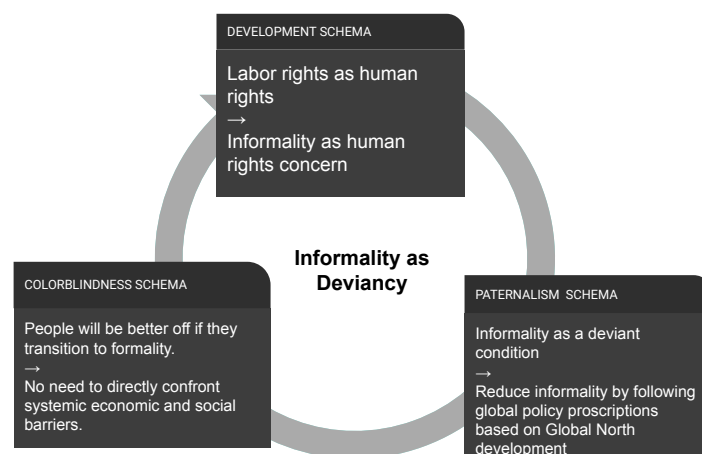 DEVELOPMENT SCHEMA
Labor rights as human
rights
→
Informality as human
rights concern
Informality as
Deviancy
COLORBLINDNESS SCHEMA
People will be better off if they
transition to formality.
→
No need to directly confront
systemic economic and social
barriers.
PATERNALISM SCHEMA
Informality as a deviant
condition
→
Reduce informality by following
global policy proscriptions
based on Global North
development